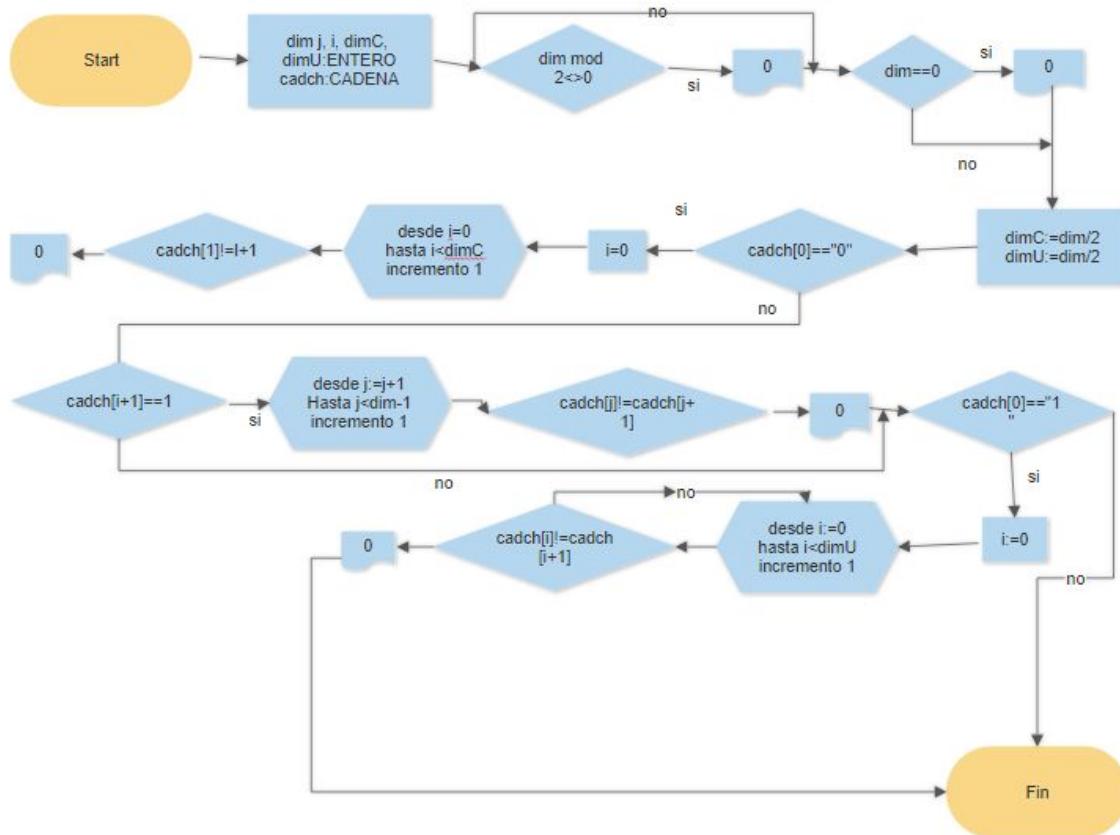 Start
dim j, i, dimC,
dimU:ENTERO
cadch:CADENA
no
dim mod
2<>0
si
0
dim==0
si
0
no
0
cadch[1]!=I+1
desde i=0
hasta i<dimC
incremento 1
i=0
si
cadch[0]=="0"
no
dimC:=dim/2
dimU:=dim/2
cadch[i+1]==1
si
desde j:=j+1
Hasta j<dim-1
incremento 1
cadch[j]!=cadch[j+
1]
0
cadch[0]=="1
"
no
si
0
cadch[i]!=cadch
[i+1]
no
desde i:=0
hasta i<dimU
incremento 1
i:=0
no
Fin